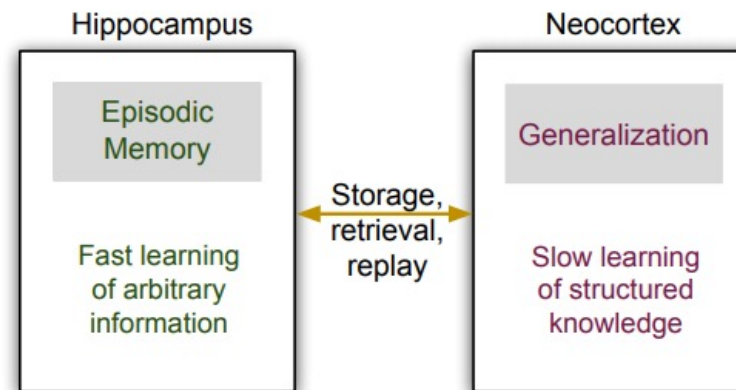 Hippocampus
Episodic
Memory
Fast learning
of arbitrary
information
Storage,
retrieval,
replay
Neocortex
Generalization
Slow learning
of structured
knowledge